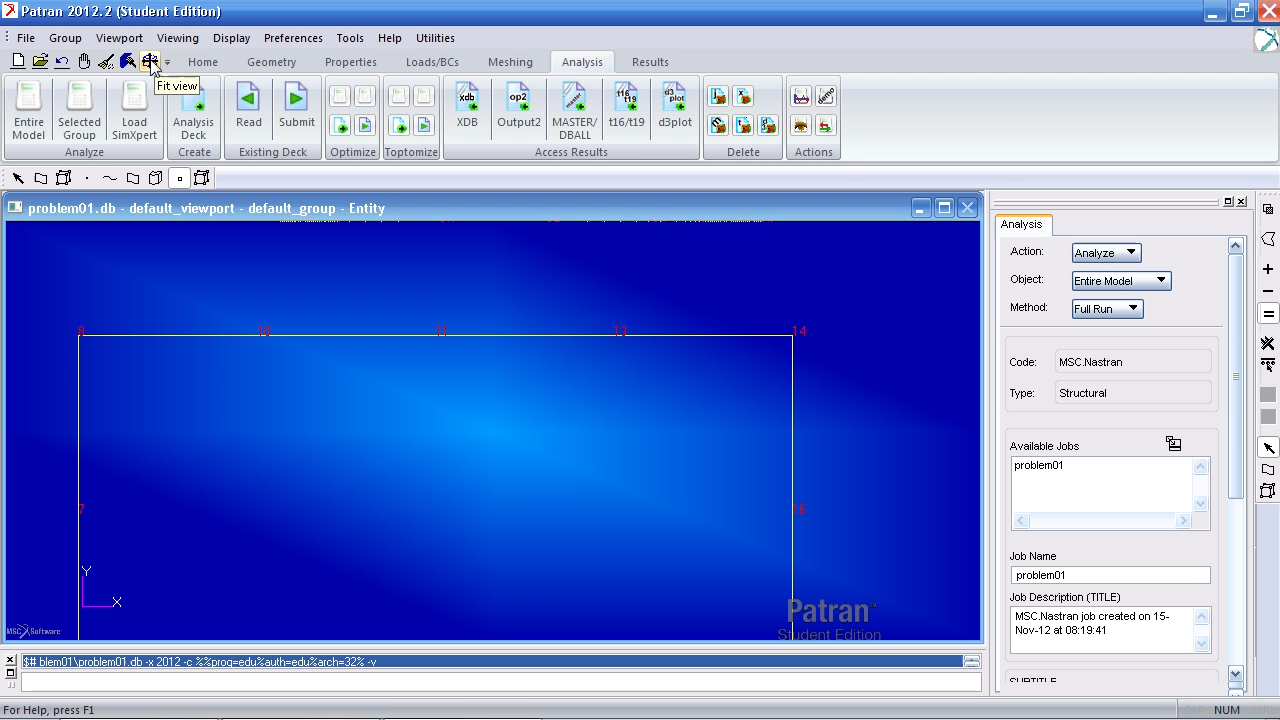 Patran 2012.2 (Student Edition)
File Group Viewport Viewing Display Preferences Tools Help Utilities
Home Geometry Properties Loads/BCs Meshing Analysis Results
Fit view
Entire Model
Selected Group
Load SimXpert
Analysis Deck
Read
Submit
xdb
XDB
op2
Output2
master
MASTER/DBALL
t16 t19
t16/t19
d3 plot
d3plot
Analyze Create Existing Deck Optimize Toptomize Access Results Delete Actions
problem01.db - default_viewport - default_group - Entity
8 10 11 13 14
7 16
Y
X
MSC Software
Patran™
Student Edition
Analysis
Action: Analyze
Object: Entire Model
Method: Full Run
Code: MSC.Nastran
Type: Structural
Available Jobs
problem01
Job Name
problem01
Job Description (TITLE)
MSC.Nastran job created on 15-
Nov-12 at 08:19:41
SUBTITLE
$# blem01\problem01.db -x 2012 -c %%prog=edu%auth=edu%arch=32% -v
For Help, press F1
NUM